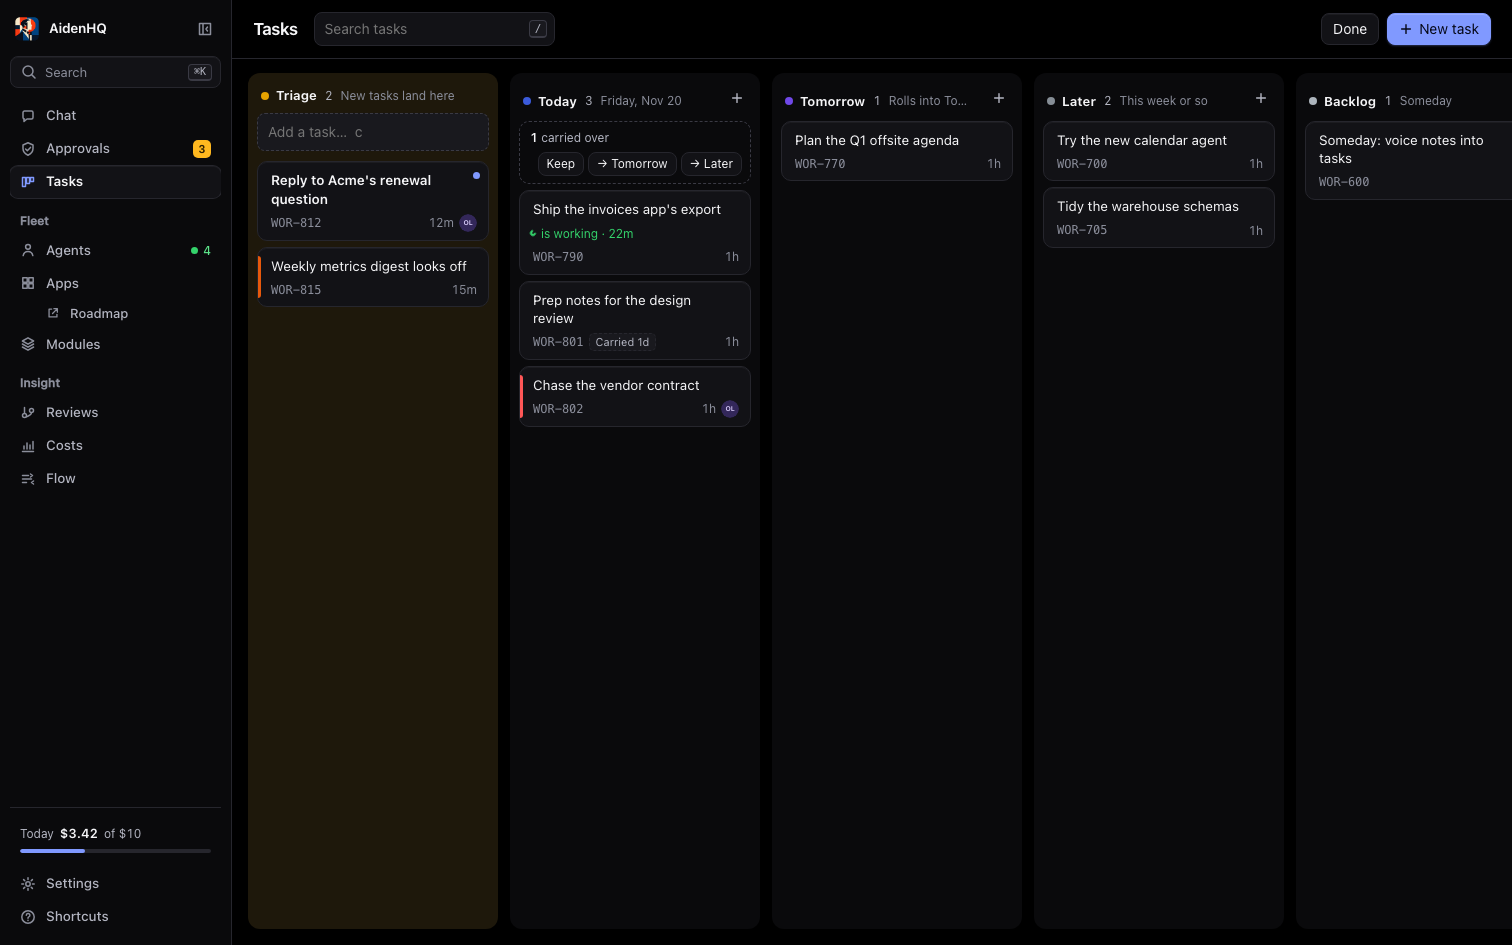 AidenHQ
Search ⌘K
Chat
Approvals 3
Tasks
Fleet
Agents 4
Apps
Roadmap
Modules
Insight
Reviews
Costs
Flow
Today $3.42 of $10
Settings
Shortcuts
Tasks
Search tasks /
Done
+ New task
Triage 2 New tasks land here
Add a task... c
Reply to Acme's renewal
question
WOR-812 12m OL
Weekly metrics digest looks off
WOR-815 15m
Today 3 Friday, Nov 20
1 carried over
Keep → Tomorrow → Later
Ship the invoices app's export
is working · 22m
WOR-790 1h
Prep notes for the design
review
WOR-801 Carried 1d 1h
Chase the vendor contract
WOR-802 1h OL
Tomorrow 1 Rolls into To...
Plan the Q1 offsite agenda
WOR-770 1h
Later 2 This week or so
Try the new calendar agent
WOR-700 1h
Tidy the warehouse schemas
WOR-705 1h
Backlog 1 Someday
Someday: voice notes into
tasks
WOR-600